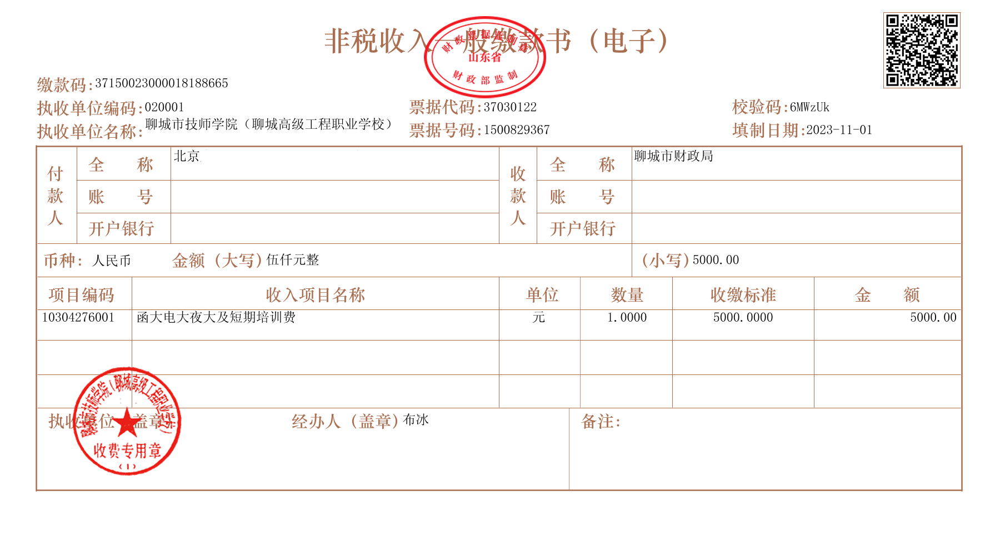 非税收入一般缴款书（电子）
财政票据监制章
山东省
财政部监制
缴款码:37150023000018188665
执收单位编码:020001 票据代码:37030122 校验码:6MWzUk
执收单位名称:聊城市技师学院（聊城高级工程职业学校） 票据号码:1500829367 填制日期:2023-11-01
付款人 全 称 北京 收款人 全 称 聊城市财政局
账 号 账 号
开户银行 开户银行
币种: 人民币 金额（大写)伍仟元整 (小写)5000.00
项目编码 收入项目名称 单位 数量 收缴标准 金 额
10304276001 函大电大夜大及短期培训费 元 1.0000 5000.0000 5000.00
执收单位（盖章） 经办人（盖章)布冰 备注:
聊城市技师学院（聊城高级工程职业学校）
收费专用章
(1)